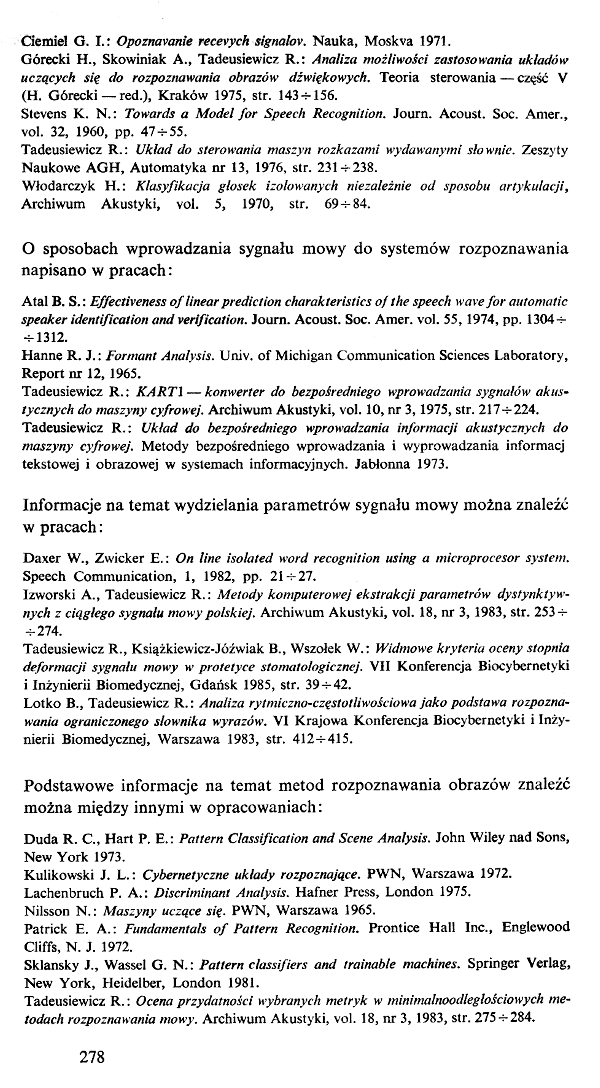 Ciemiel G. I.: Opoznavanie recevych signalov. Nauka, Moskva 1971.
Górecki H., Skowiniak A., Tadeusiewicz R.: Analiza możliwości zastosowania układów
uczących się do rozpoznawania obrazów dźwiękowych. Teoria sterowania — część V
(H. Górecki — red.), Kraków 1975, str. 143÷156.
Stevens K. N.: Towards a Model for Speech Recognition. Journ. Acoust. Soc. Amer.,
vol. 32, 1960, pp. 47÷55.
Tadeusiewicz R.: Układ do sterowania maszyn rozkazami wydawanymi słownie. Zeszyty
Naukowe AGH, Automatyka nr 13, 1976, str. 231÷238.
Włodarczyk H.: Klasyfikacja głosek izolowanych niezależnie od sposobu artykulacji,
Archiwum Akustyki, vol. 5, 1970, str. 69÷84.
O sposobach wprowadzania sygnału mowy do systemów rozpoznawania
napisano w pracach:
Atal B. S.: Effectiveness of linear prediction charakteristics of the speech wave for automatic
speaker identification and verification. Journ. Acoust. Soc. Amer. vol. 55, 1974, pp. 1304÷
÷1312.
Hanne R. J.: Formant Analysis. Univ. of Michigan Communication Sciences Laboratory,
Report nr 12, 1965.
Tadeusiewicz R.: KART1 — konwerter do bezpośredniego wprowadzania sygnałów akus-
tycznych do maszyny cyfrowej. Archiwum Akustyki, vol. 10, nr 3, 1975, str. 217÷224.
Tadeusiewicz R.: Układ do bezpośredniego wprowadzania informacji akustycznych do
maszyny cyfrowej. Metody bezpośredniego wprowadzania i wyprowadzania informacj
tekstowej i obrazowej w systemach informacyjnych. Jabłonna 1973.
Informacje na temat wydzielania parametrów sygnału mowy można znaleźć
w pracach:
Daxer W., Zwicker E.: On line isolated word recognition using a microprocesor system.
Speech Communication, 1, 1982, pp. 21÷27.
Izworski A., Tadeusiewicz R.: Metody komputerowej ekstrakcji parametrów dystynktyw-
nych z ciągłego sygnału mowy polskiej. Archiwum Akustyki, vol. 18, nr 3, 1983, str. 253÷
÷274.
Tadeusiewicz R., Książkiewicz-Jóźwiak B., Wszołek W.: Widmowe kryteria oceny stopnia
deformacji sygnału mowy w protetyce stomatologicznej. VII Konferencja Biocybernetyki
i Inżynierii Biomedycznej, Gdańsk 1985, str. 39÷42.
Lotko B., Tadeusiewicz R.: Analiza rytmiczno-częstotliwościowa jako podstawa rozpozna-
wania ograniczonego słownika wyrazów. VI Krajowa Konferencja Biocybernetyki i Inży-
nierii Biomedycznej, Warszawa 1983, str. 412÷415.
Podstawowe informacje na temat metod rozpoznawania obrazów znaleźć
można między innymi w opracowaniach:
Duda R. C., Hart P. E.: Pattern Classification and Scene Analysis. John Wiley nad Sons,
New York 1973.
Kulikowski J. L.: Cybernetyczne układy rozpoznające. PWN, Warszawa 1972.
Lachenbruch P. A.: Discriminant Analysis. Hafner Press, London 1975.
Nilsson N.: Maszyny uczące się. PWN, Warszawa 1965.
Patrick E. A.: Fundamentals of Pattern Recognition. Prontice Hall Inc., Englewood
Cliffs, N. J. 1972.
Sklansky J., Wassel G. N.: Pattern classifiers and trainable machines. Springer Verlag,
New York, Heidelber, London 1981.
Tadeusiewicz R.: Ocena przydatności wybranych metryk w minimalnoodległościowych me-
todach rozpoznawania mowy. Archiwum Akustyki, vol. 18, nr 3, 1983, str. 275÷284.
278